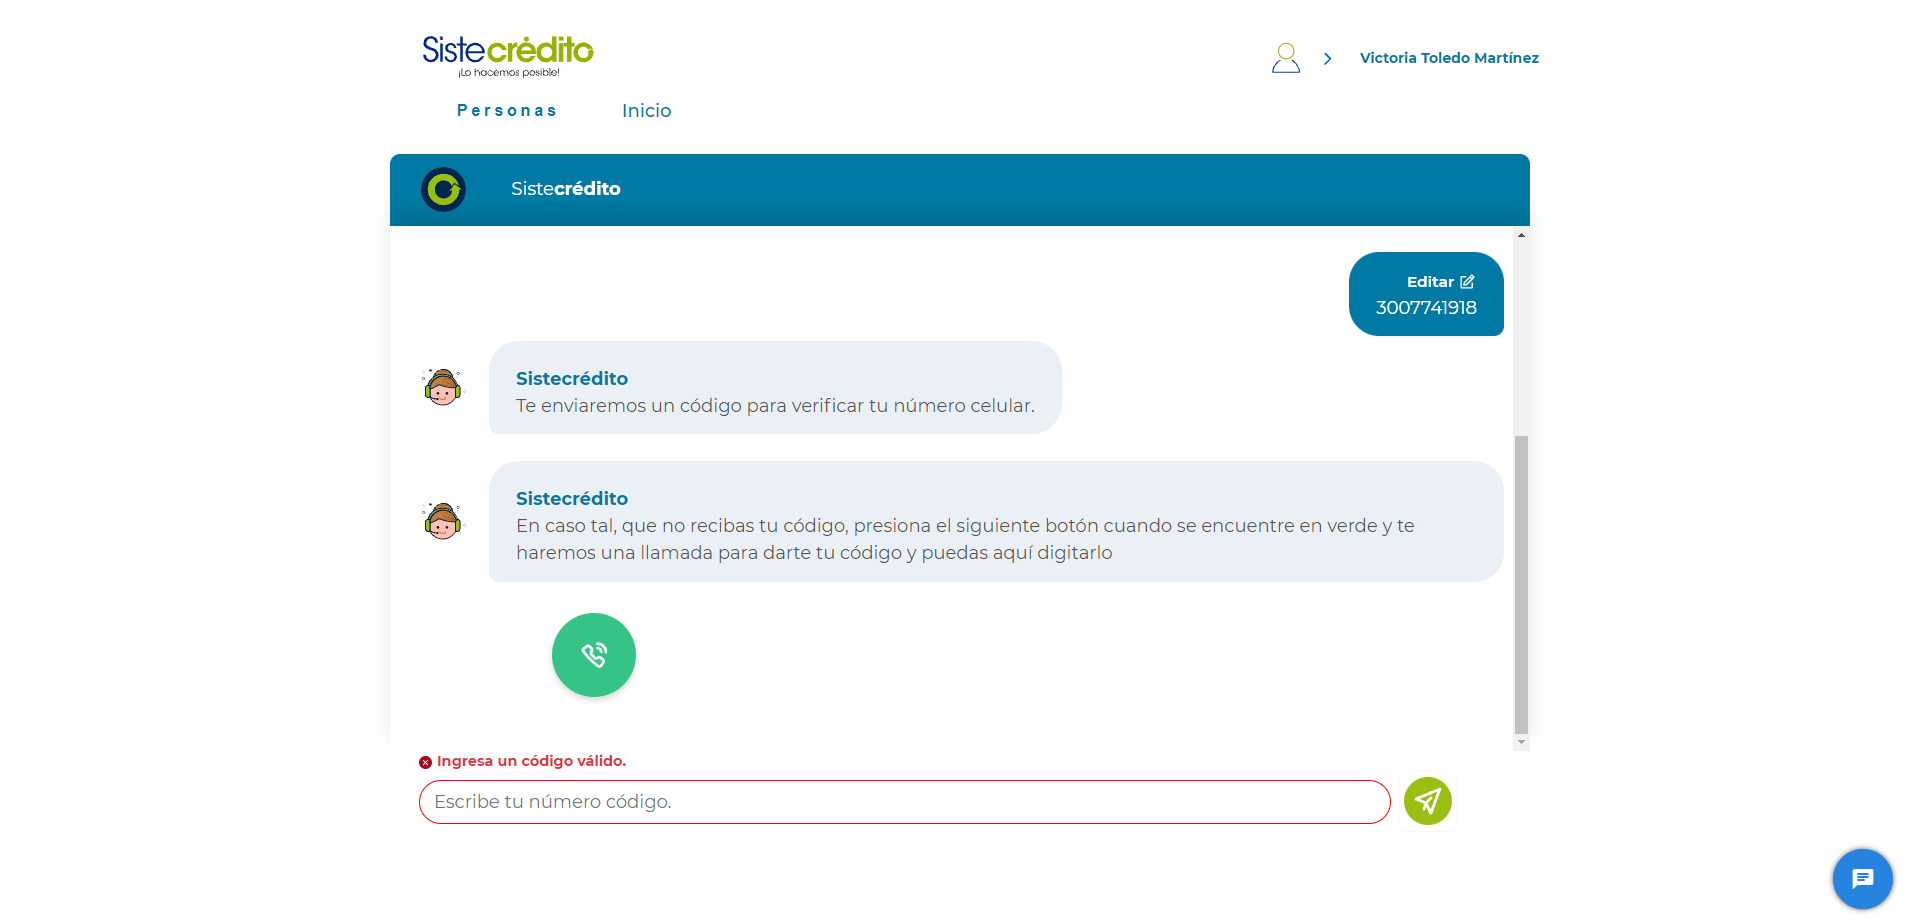 Sistecrédito
¡Lo hacemos posible!
Victoria Toledo Martínez
Personas
Inicio
Sistecrédito
Editar
3007741918
Sistecrédito
Te enviaremos un código para verificar tu número celular.
Sistecrédito
En caso tal, que no recibas tu código, presiona el siguiente botón cuando se encuentre en verde y te
haremos una llamada para darte tu código y puedas aquí digitarlo
Ingresa un código válido.
Escribe tu número código.